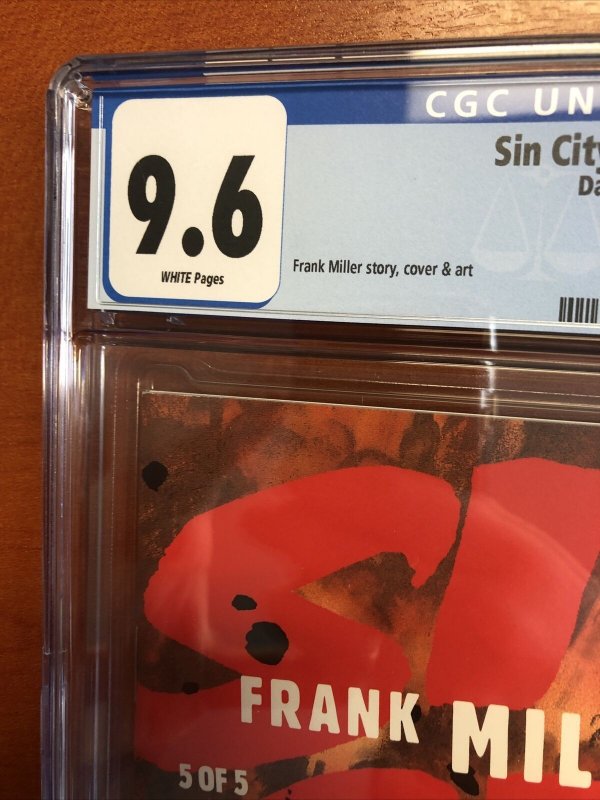 CGC UN
Sin City
Da
9.6
WHITE Pages
Frank Miller story, cover & art
SI
FRANK MIL
5 OF 5